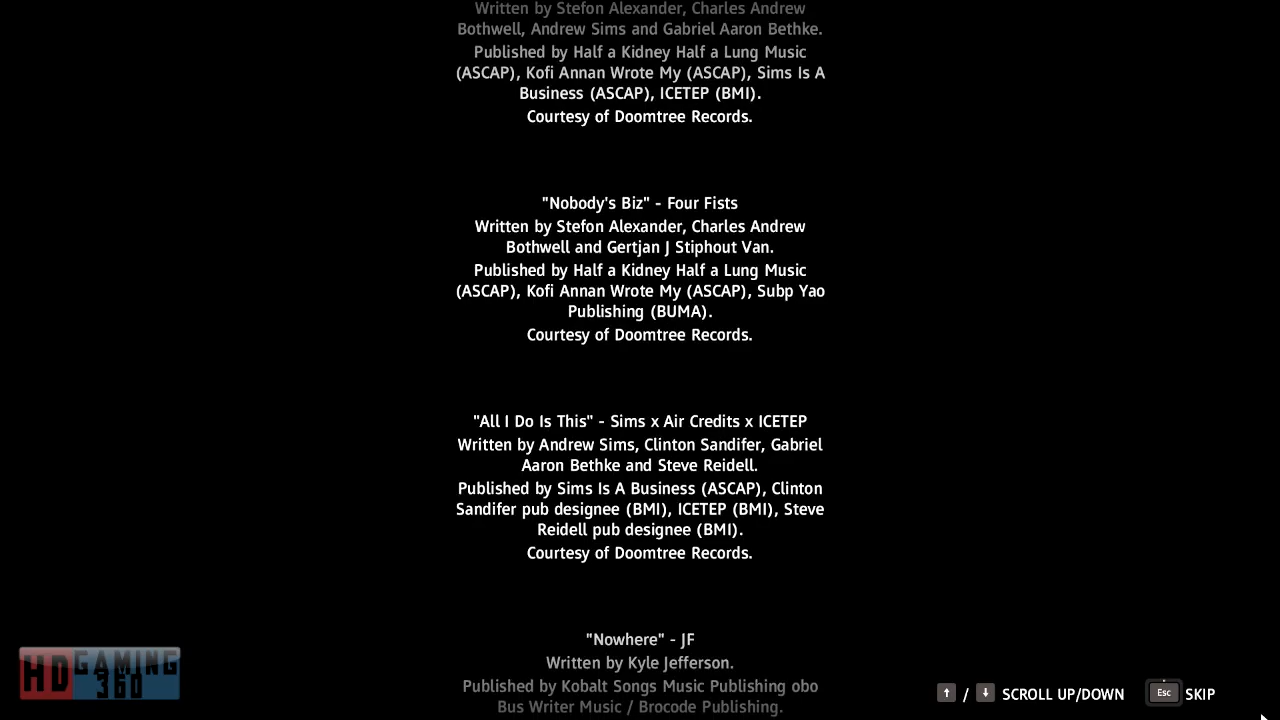 Written by Stefon Alexander, Charles Andrew
Bothwell, Andrew Sims and Gabriel Aaron Bethke.
Published by Half a Kidney Half a Lung Music
(ASCAP), Kofi Annan Wrote My (ASCAP), Sims Is A
Business (ASCAP), ICETEP (BMI).
Courtesy of Doomtree Records.
"Nobody's Biz" - Four Fists
Written by Stefon Alexander, Charles Andrew
Bothwell and Gertjan J Stiphout Van.
Published by Half a Kidney Half a Lung Music
(ASCAP), Kofi Annan Wrote My (ASCAP), Subp Yao
Publishing (BUMA).
Courtesy of Doomtree Records.
"All I Do Is This" - Sims x Air Credits x ICETEP
Written by Andrew Sims, Clinton Sandifer, Gabriel
Aaron Bethke and Steve Reidell.
Published by Sims Is A Business (ASCAP), Clinton
Sandifer pub designee (BMI), ICETEP (BMI), Steve
Reidell pub designee (BMI).
Courtesy of Doomtree Records.
"Nowhere" - JF
Written by Kyle Jefferson.
Published by Kobalt Songs Music Publishing obo
Bus Writer Music / Brocode Publishing.
HD GAMING 360
/ SCROLL UP/DOWN Esc SKIP